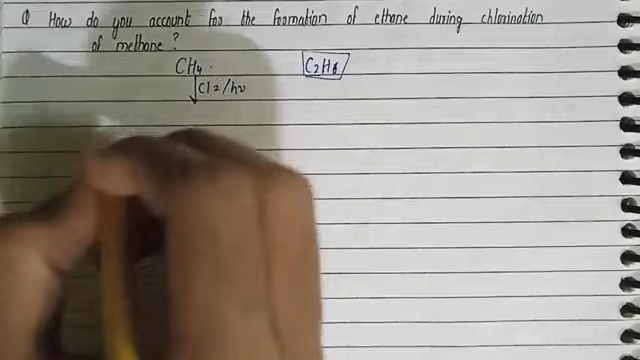 Q How do you account for the formation of ethane during chlorination
of methane ?
CH4. C2H6
Cl2/hν